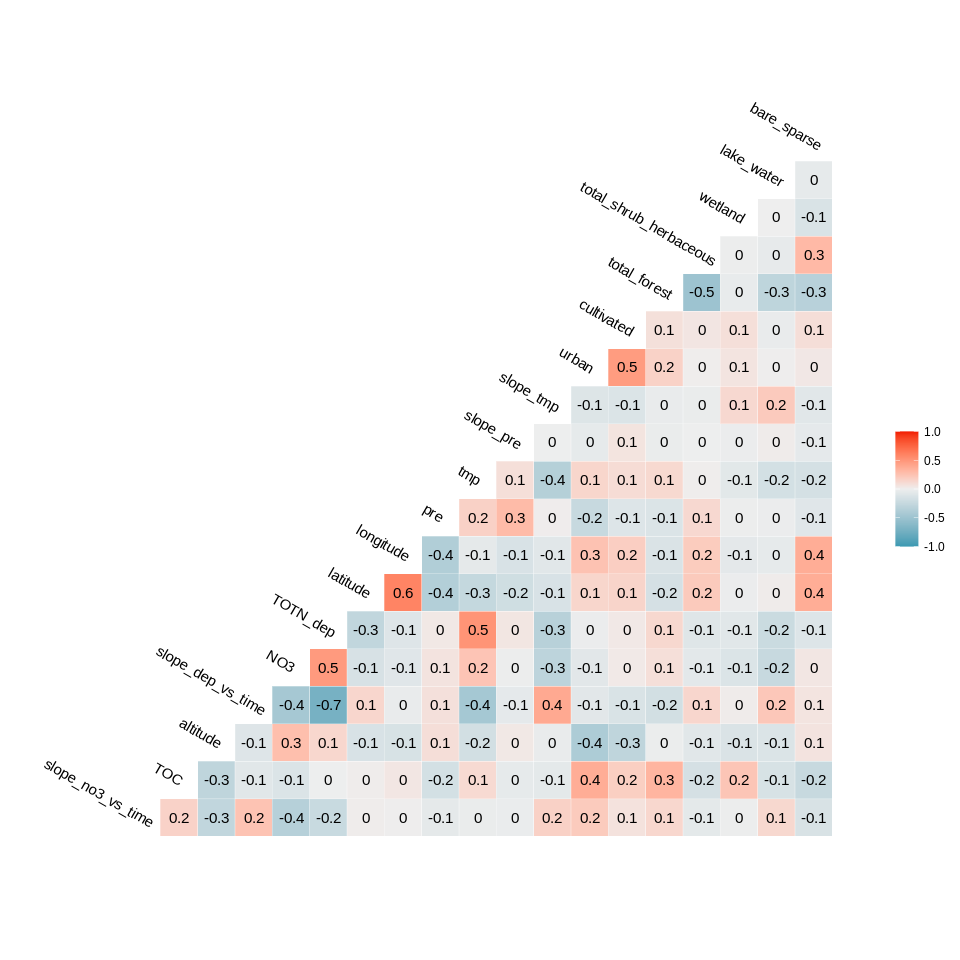 bare_sparse
lake_water 0
wetland 0 -0.1
total_shrub_herbaceous 0 0 0.3
total_forest -0.5 0 -0.3 -0.3
cultivated 0.1 0 0.1 0 0.1
urban 0.5 0.2 0 0.1 0 0
slope_tmp -0.1 -0.1 0 0 0.1 0.2 -0.1
slope_pre 0 0 0.1 0 0 0 0 -0.1
tmp 0.1 -0.4 0.1 0.1 0.1 0 -0.1 -0.2 -0.2
pre 0.2 0.3 0 -0.2 -0.1 -0.1 0.1 0 0 -0.1
longitude -0.4 -0.1 -0.1 -0.1 0.3 0.2 -0.1 0.2 -0.1 0 0.4
latitude 0.6 -0.4 -0.3 -0.2 -0.1 0.1 0.1 -0.2 0.2 0 0 0.4
TOTN_dep -0.3 -0.1 0 0.5 0 -0.3 0 0 0.1 -0.1 -0.1 -0.2 -0.1
NO3 0.5 -0.1 -0.1 0.1 0.2 0 -0.3 -0.1 0 0.1 -0.1 -0.1 -0.2 0
slope_dep_vs_time -0.4 -0.7 0.1 0 0.1 -0.4 -0.1 0.4 -0.1 -0.1 -0.2 0.1 0 0.2 0.1
altitude -0.1 0.3 0.1 -0.1 -0.1 0.1 -0.2 0 0 -0.4 -0.3 0 -0.1 -0.1 -0.1 0.1
TOC -0.3 -0.1 -0.1 0 0 0 -0.2 0.1 0 -0.1 0.4 0.2 0.3 -0.2 0.2 -0.1 -0.2
slope_no3_vs_time 0.2 -0.3 0.2 -0.4 -0.2 0 0 -0.1 0 0 0.2 0.2 0.1 0.1 -0.1 0 0.1 -0.1
1.0
0.5
0.0
-0.5
-1.0